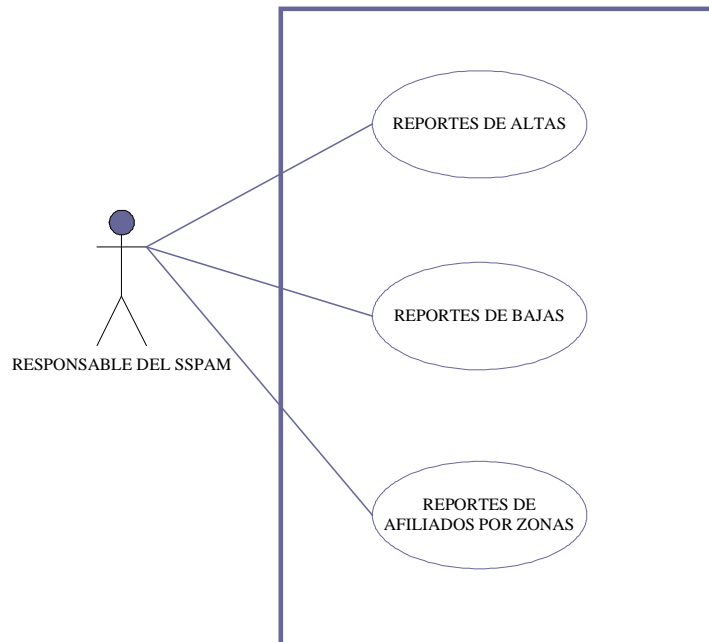 REPORTES DE ALTAS
REPORTES DE BAJAS
RESPONSABLE DEL SSPAM
REPORTES DE
AFILIADOS POR ZONAS